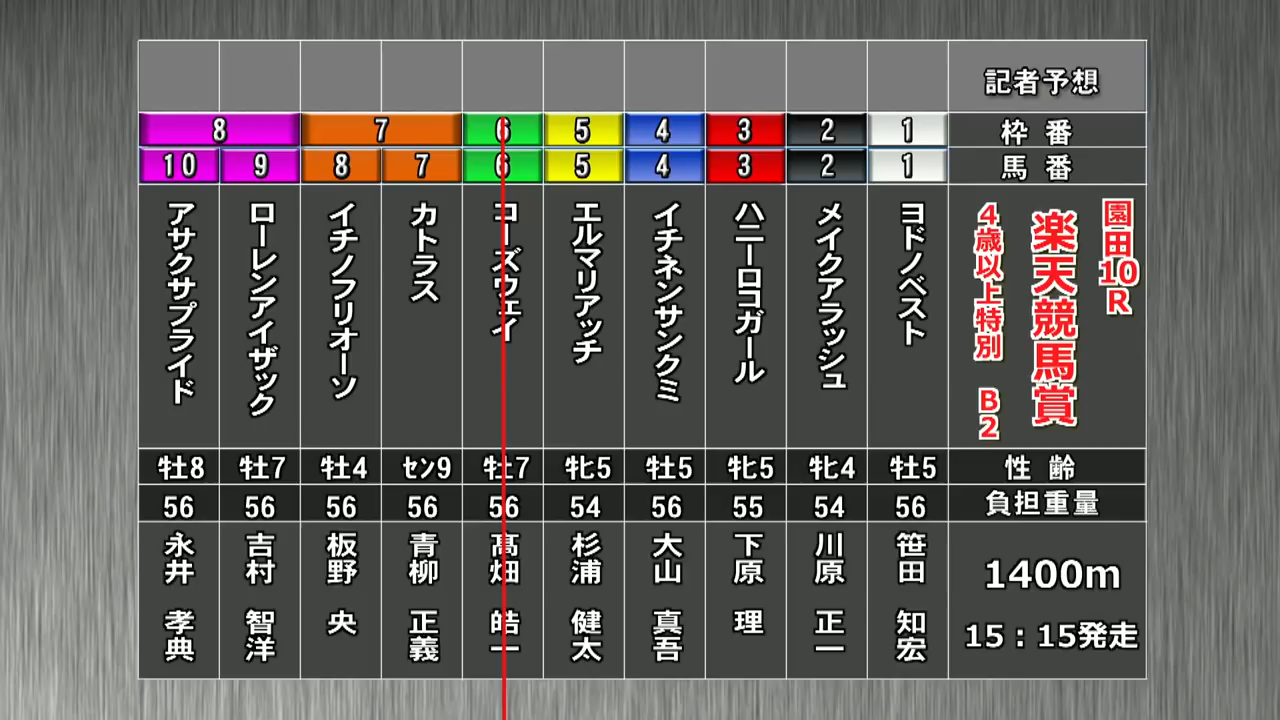 園田10R
楽天競馬賞
4歳以上特別 B2
記者予想
枠番 1 2 3 4 5 6 7 8
馬番 1 2 3 4 5 6 7 8 9 10
ヨドノベスト
メイクアラッシュ
ハニーロコガール
イチネンサンクミ
エルマリアッチ
コーズウェイ
カトラス
イチノフリオーソ
ローレンアイザック
アサクサプライド
性齢 牡5 牝4 牝5 牡5 牝5 牡7 セン9 牡4 牡7 牡8
負担重量 56 54 55 56 54 56 56 56 56 56
1400m
15:15発走
笹田 知宏
川原 正一
下原 理
大山 真吾
杉浦 健太
髙畑 皓一
青柳 正義
板野 央
吉村 智洋
永井 孝典